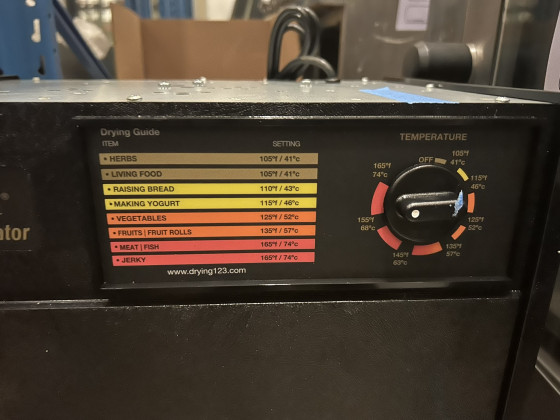 Drying Guide
ITEM SETTING
• HERBS 105°F / 41°C
• LIVING FOOD 105°F / 41°C
• RAISING BREAD 110°F / 43°C
• MAKING YOGURT 115°F / 46°C
• VEGETABLES 125°F / 52°C
• FRUITS | FRUIT ROLLS 135°F / 57°C
• MEAT | FISH 165°F / 74°C
• JERKY 165°F / 74°C
www.drying123.com
TEMPERATURE
OFF
105°F
41°C
115°F
46°C
125°F
52°C
135°F
57°C
145°F
63°C
155°F
68°C
165°F
74°C